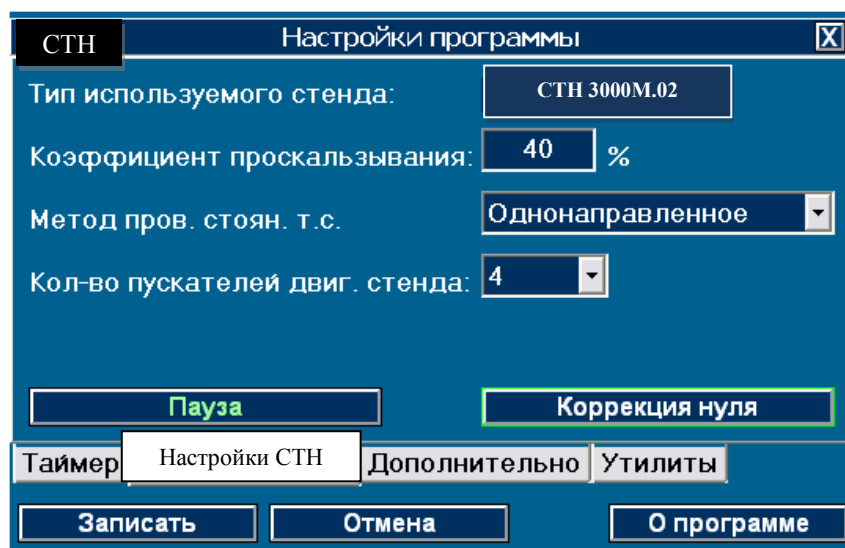 СТН Настройки программы X
Тип используемого стенда: СТН 3000М.02
Коэффициент проскальзывания: 40 %
Метод пров. стоян. т.с. Однонаправленное
Кол-во пускателей двиг. стенда: 4
Пауза Коррекция нуля
Таймер Настройки СТН Дополнительно Утилиты
Записать Отмена О программе